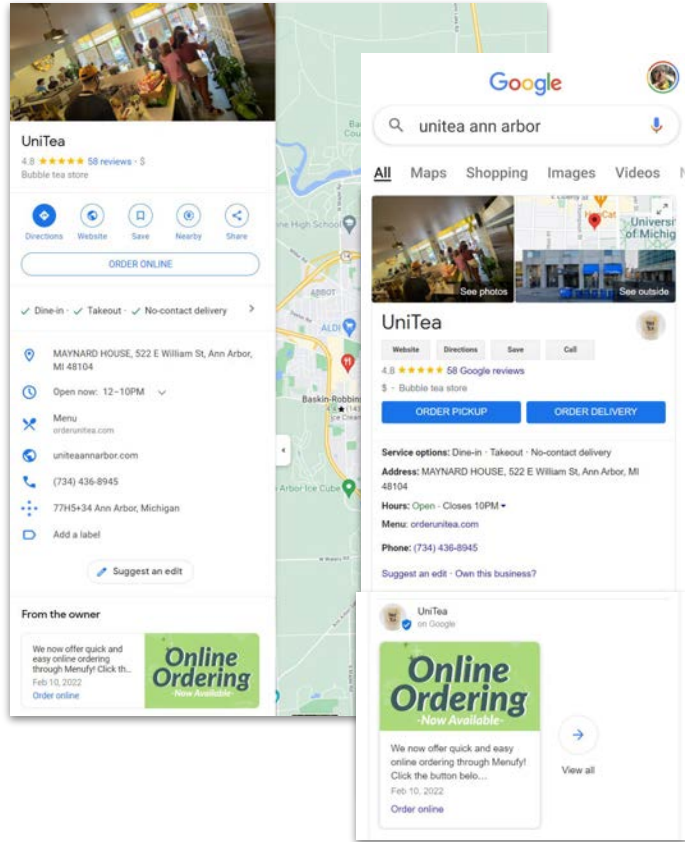 UniTea
4.8 ★★★★★ 58 reviews · $
Bubble tea store
Directions
Website
Save
Nearby
Share
ORDER ONLINE
✓ Dine-in · ✓ Takeout · ✓ No-contact delivery
MAYNARD HOUSE, 522 E William St, Ann Arbor,
MI 48104
Open now: 12–10PM
Menu
orderunitea.com
uniteaannarbor.com
(734) 436-8945
77H5+34 Ann Arbor, Michigan
Add a label
Suggest an edit
From the owner
We now offer quick and
easy online ordering
through Menufy! Click th...
Feb 10, 2022
Order online
Online
Ordering
-Now Available-
ine High School
ABBOT
ALDI
Baskin-Robbins
Ice Cream
Arbor Ice Cube
W Waters Rd
Google
unitea ann arbor
All
Maps
Shopping
Images
Videos
See photos
Universi
of Michig
See outside
UniTea
Website
Directions
Save
Call
4.8 ★★★★★ 58 Google reviews
$ · Bubble tea store
ORDER PICKUP
ORDER DELIVERY
Service options: Dine-in · Takeout · No-contact delivery
Address: MAYNARD HOUSE, 522 E William St, Ann Arbor, MI
48104
Hours: Open · Closes 10PM
Menu: orderunitea.com
Phone: (734) 436-8945
Suggest an edit · Own this business?
UniTea
on Google
Online
Ordering
-Now Available-
We now offer quick and easy
online ordering through Menufy!
Click the button belo...
Feb 10, 2022
Order online
View all